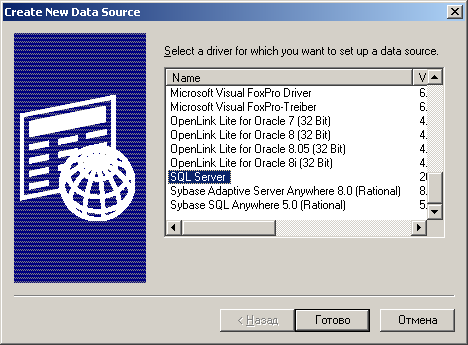 Create New Data Source
Select a driver for which you want to set up a data source.
Name V
Microsoft Visual FoxPro Driver 6.
Microsoft Visual FoxPro-Treiber 6.
OpenLink Lite for Oracle 7 (32 Bit) 4.
OpenLink Lite for Oracle 8 (32 Bit) 4.
OpenLink Lite for Oracle 8.05 (32 Bit) 4.
OpenLink Lite for Oracle 8i (32 Bit) 4.
SQL Server 20
Sybase Adaptive Server Anywhere 8.0 (Rational) 8.
Sybase SQL Anywhere 5.0 (Rational) 5.
< Назад Готово Отмена